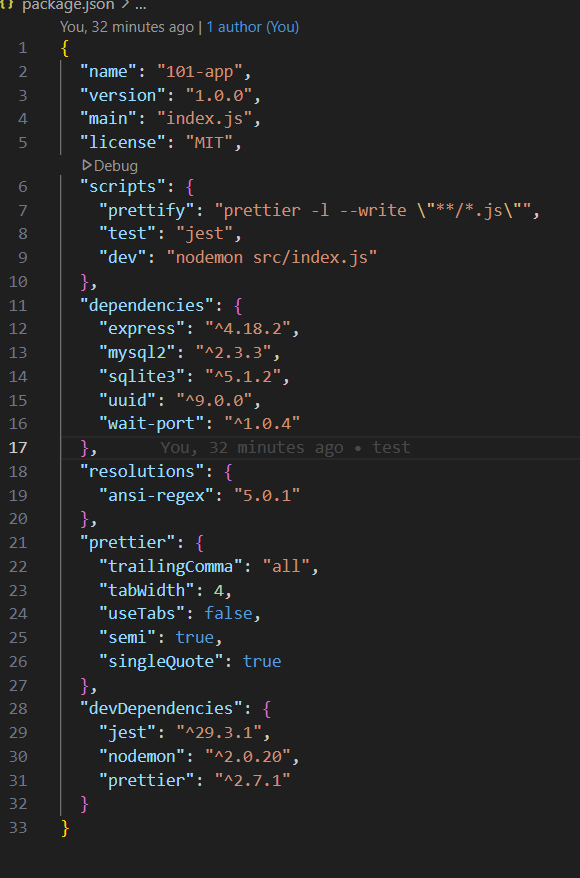 {} package.json > ...
You, 32 minutes ago | 1 author (You)
1 {
2 "name": "101-app",
3 "version": "1.0.0",
4 "main": "index.js",
5 "license": "MIT",
Debug
6 "scripts": {
7 "prettify": "prettier -l --write \"**/*.js\"",
8 "test": "jest",
9 "dev": "nodemon src/index.js"
10 },
11 "dependencies": {
12 "express": "^4.18.2",
13 "mysql2": "^2.3.3",
14 "sqlite3": "^5.1.2",
15 "uuid": "^9.0.0",
16 "wait-port": "^1.0.4"
17 }, You, 32 minutes ago • test
18 "resolutions": {
19 "ansi-regex": "5.0.1"
20 },
21 "prettier": {
22 "trailingComma": "all",
23 "tabWidth": 4,
24 "useTabs": false,
25 "semi": true,
26 "singleQuote": true
27 },
28 "devDependencies": {
29 "jest": "^29.3.1",
30 "nodemon": "^2.0.20",
31 "prettier": "^2.7.1"
32 }
33 }